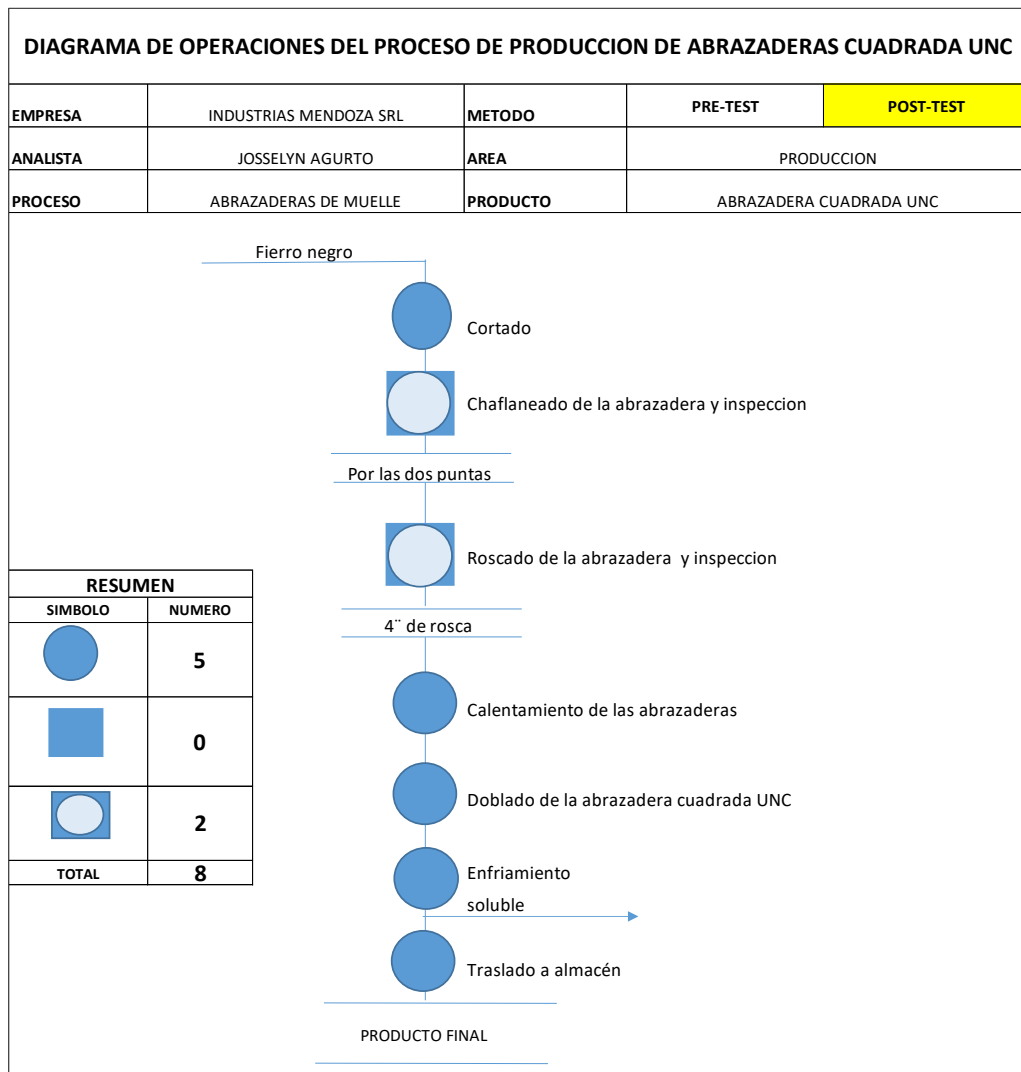 DIAGRAMA DE OPERACIONES DEL PROCESO DE PRODUCCION DE ABRAZADERAS CUADRADA UNC
EMPRESA INDUSTRIAS MENDOZA SRL METODO PRE-TEST POST-TEST
ANALISTA JOSSELYN AGURTO AREA PRODUCCION
PROCESO ABRAZADERAS DE MUELLE PRODUCTO ABRAZADERA CUADRADA UNC
Fierro negro
Cortado
Chaflaneado de la abrazadera y inspeccion
Por las dos puntas
Roscado de la abrazadera y inspeccion
4¨ de rosca
Calentamiento de las abrazaderas
Doblado de la abrazadera cuadrada UNC
Enfriamiento
soluble
Traslado a almacén
PRODUCTO FINAL
RESUMEN
SIMBOLO NUMERO
5
0
2
TOTAL 8